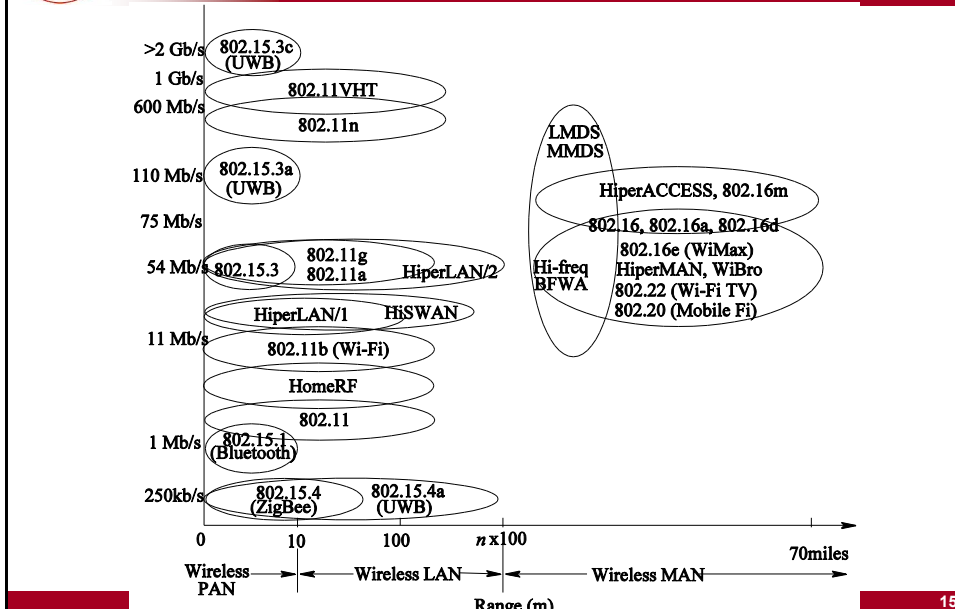 >2 Gb/s
802.15.3c
(UWB)
1 Gb/s
802.11VHT
600 Mb/s
802.11n
LMDS
MMDS
110 Mb/s
802.15.3a
(UWB)
HiperACCESS, 802.16m
75 Mb/s
802.16, 802.16a, 802.16d
802.16e (WiMax)
HiperMAN, WiBro
802.22 (Wi-Fi TV)
802.20 (Mobile Fi)
Hi-freq
BFWA
54 Mb/s
802.15.3
802.11g
802.11a
HiperLAN/2
HiperLAN/1
HiSWAN
11 Mb/s
802.11b (Wi-Fi)
HomeRF
802.11
1 Mb/s
802.15.1
(Bluetooth)
250kb/s
802.15.4
(ZigBee)
802.15.4a
(UWB)
0
10
100
nx100
70miles
Wireless
PAN
Wireless LAN
Wireless MAN
Range (m)
15